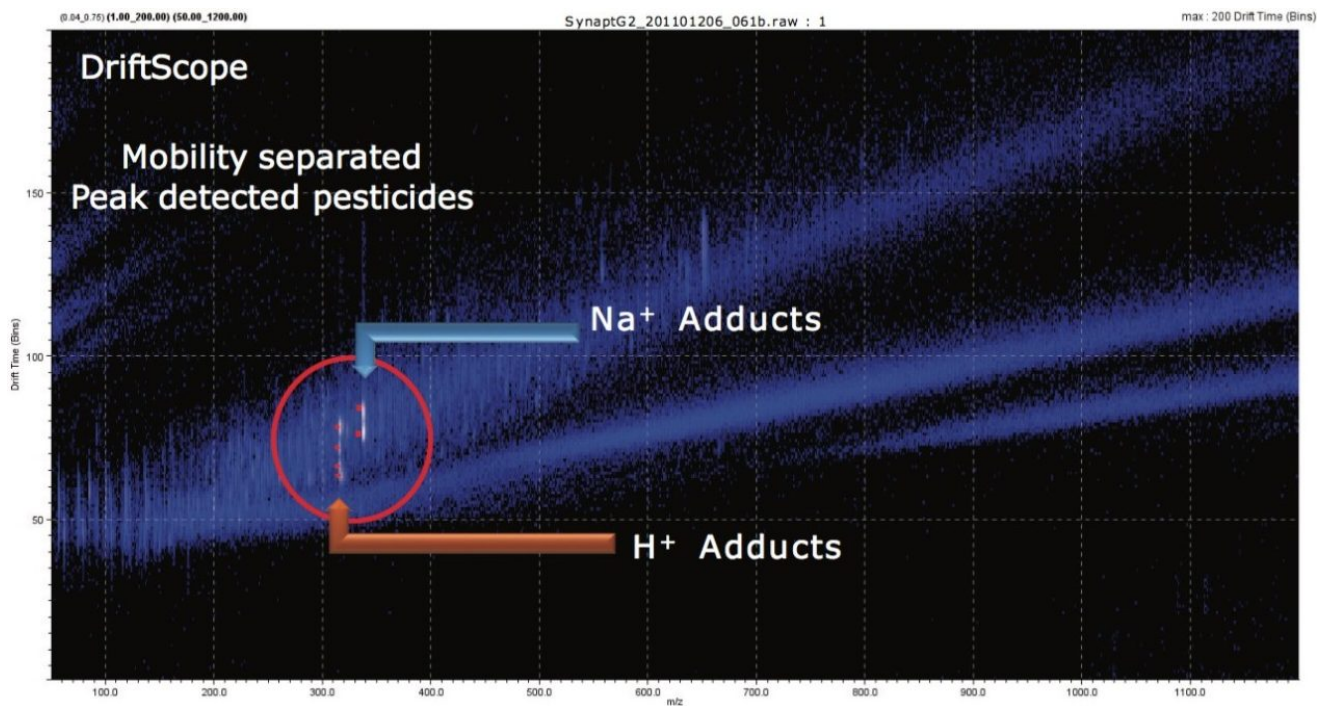 (0.04_0.75) (1.00_200.00) (50.00_1200.00)
SynaptG2_201101206_061b.raw : 1
max : 200 Drift Time (Bins)
DriftScope
Mobility separated
Peak detected pesticides
150
Na+ Adducts
100
Drift Time (Bins)
50
H+ Adducts
100.0 200.0 300.0 400.0 500.0 600.0 700.0 800.0 900.0 1000.0 1100.0
m/z